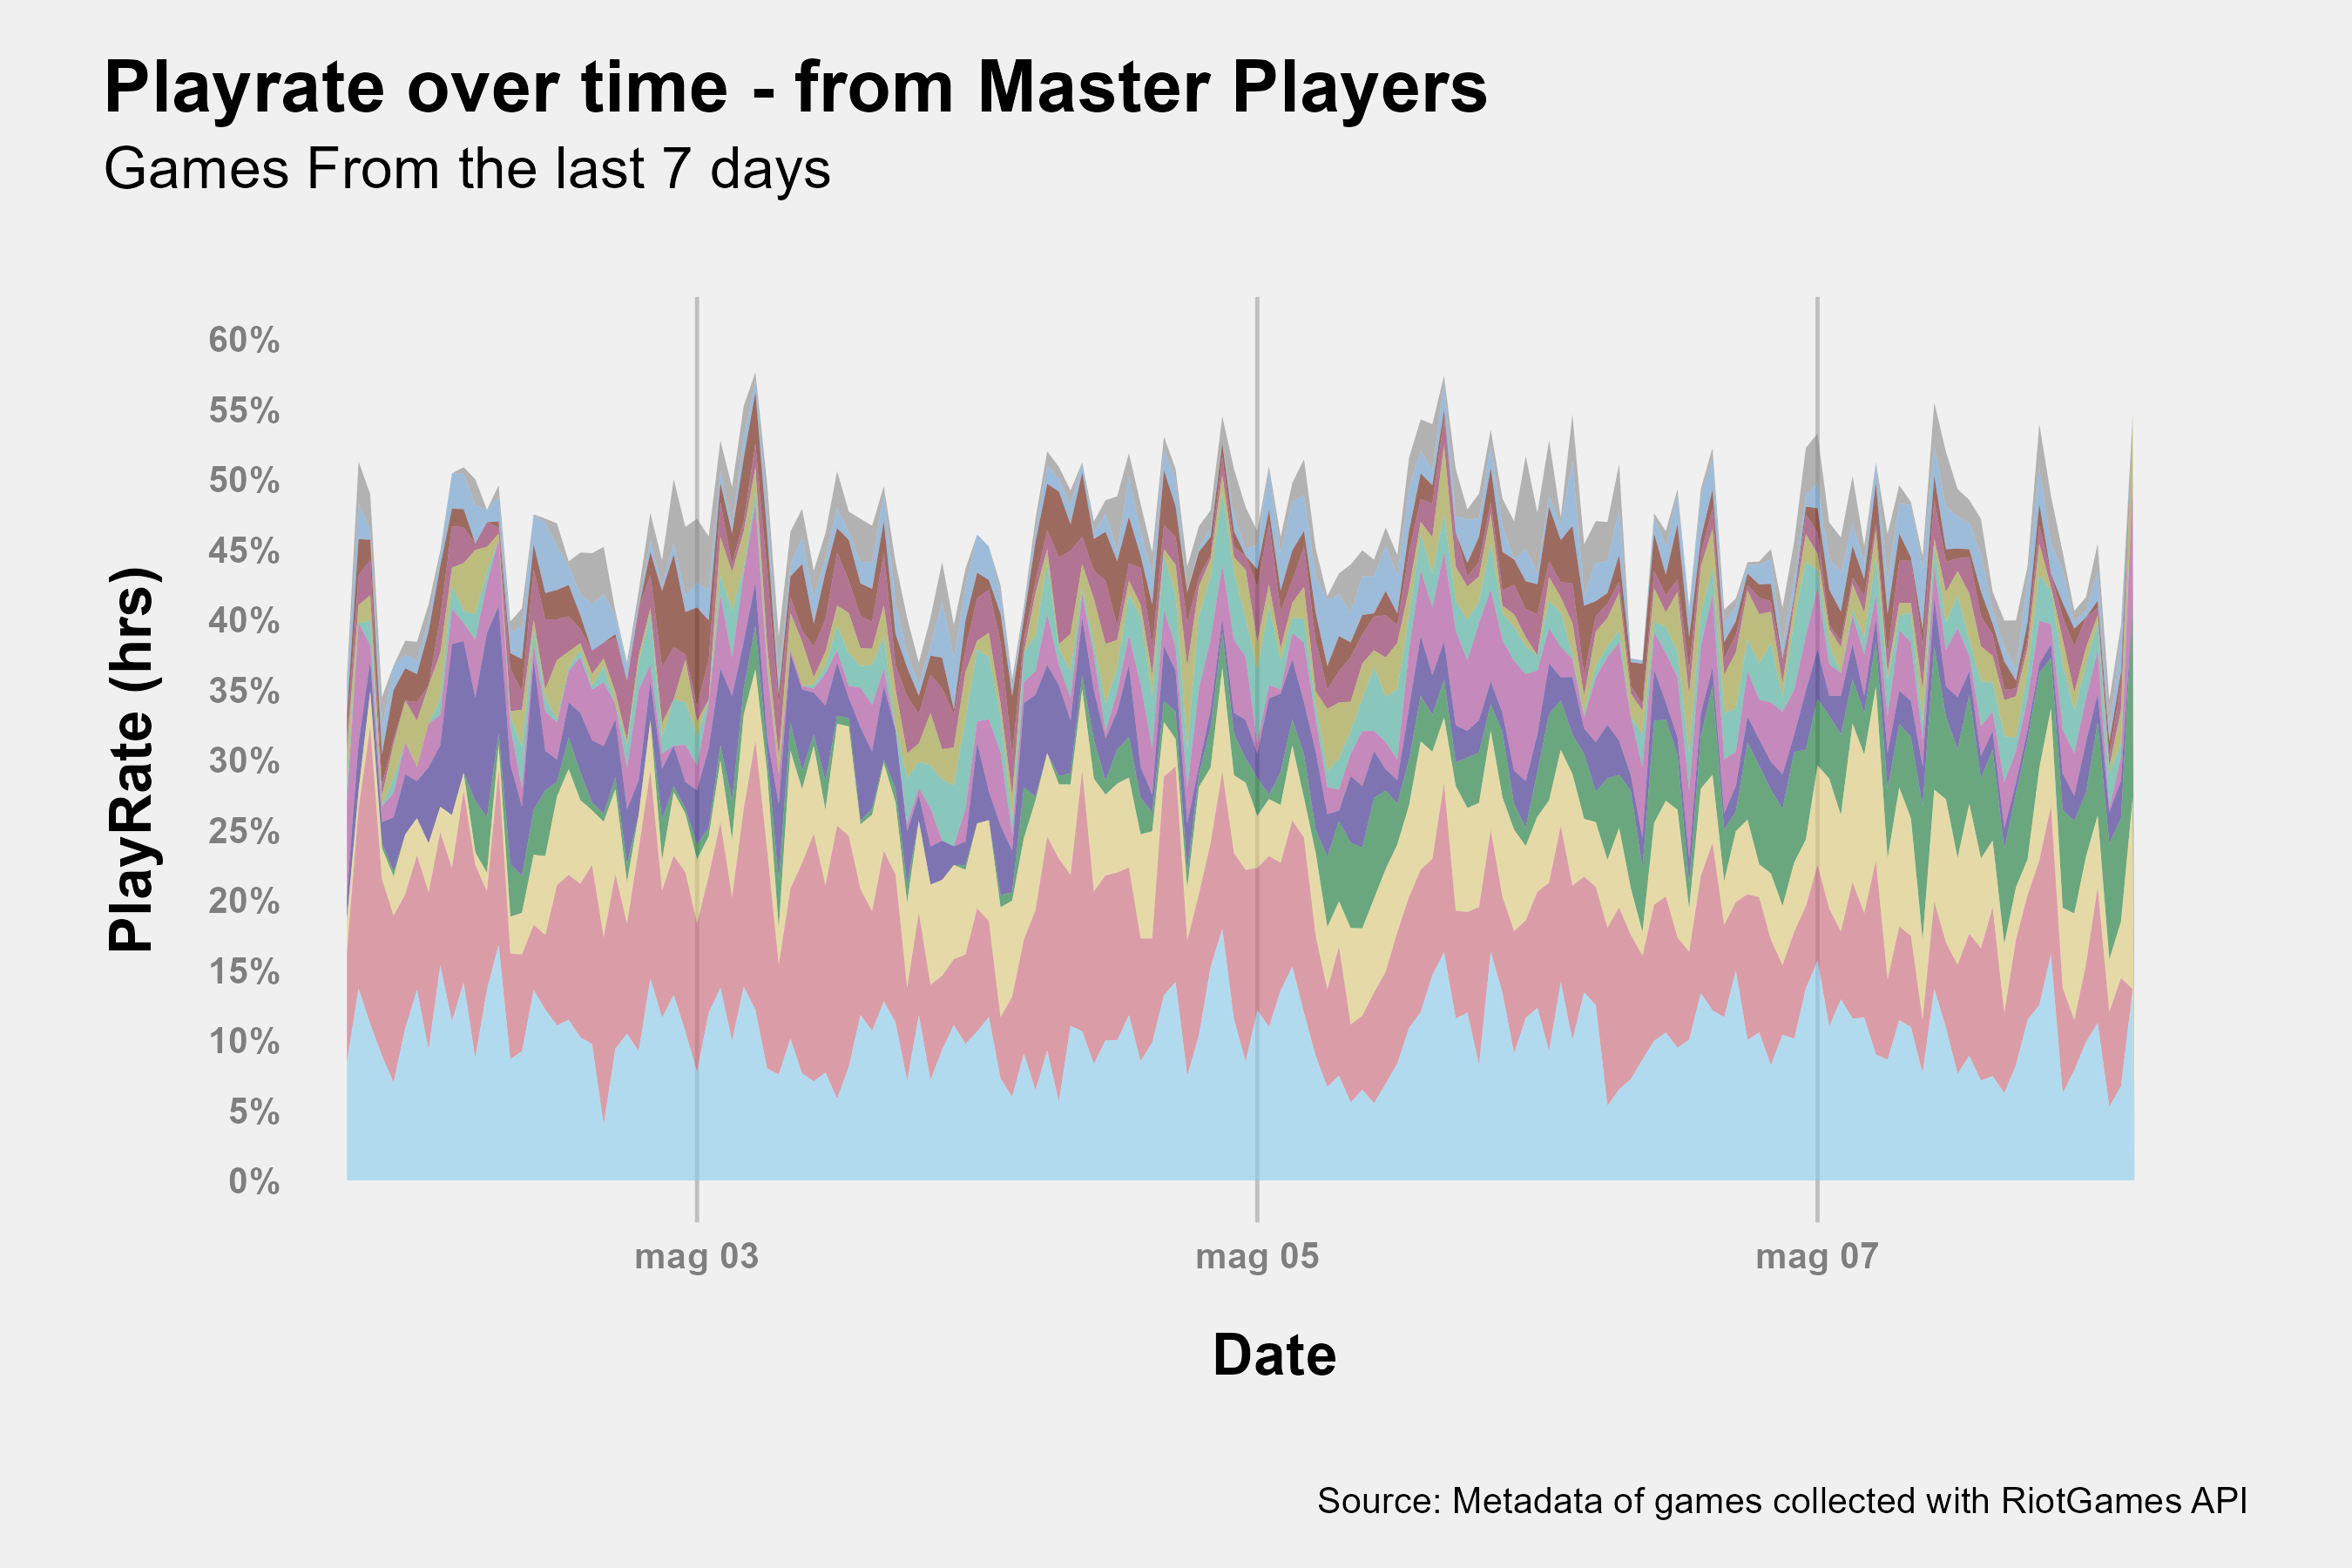 Playrate over time - from Master Players
Games From the last 7 days
PlayRate (hrs)
60%
55%
50%
45%
40%
35%
30%
25%
20%
15%
10%
5%
0%
mag 03
mag 05
mag 07
Date
Source: Metadata of games collected with RiotGames API